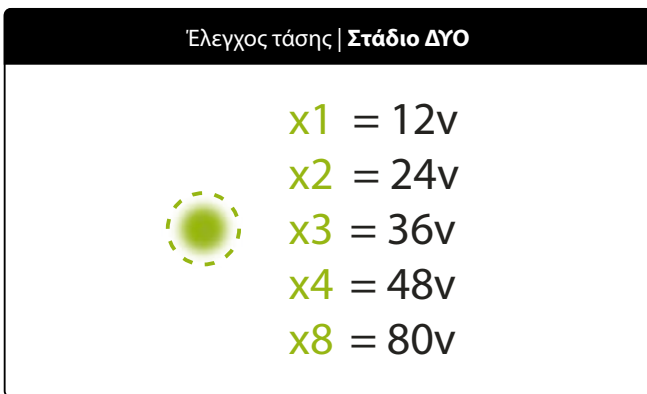 Έλεγχος τάσης | Στάδιο ΔΥΟ
x1 = 12v
x2 = 24v
x3 = 36v
x4 = 48v
x8 = 80v